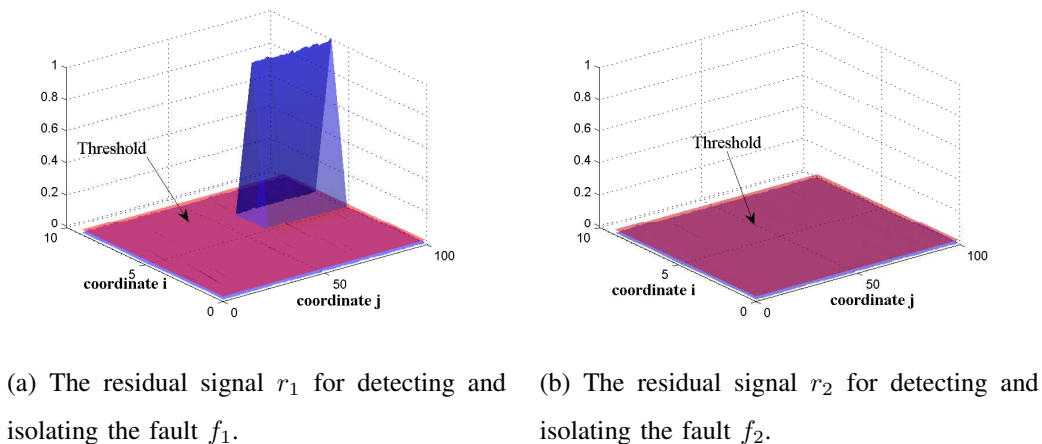 1
0.8
0.6
0.4
0.2
0
Threshold
10
5
0
coordinate i
0
50
100
coordinate j
1
0.8
0.6
0.4
0.2
0
Threshold
10
5
0
coordinate i
0
50
100
coordinate j
(a) The residual signal r₁ for detecting and
isolating the fault f₁.
(b) The residual signal r₂ for detecting and
isolating the fault f₂.